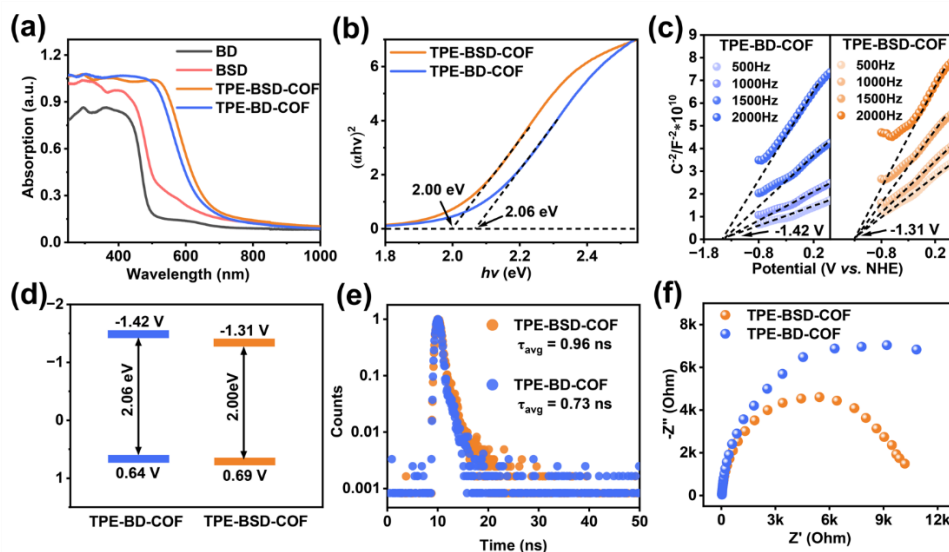 (a)
BD
BSD
TPE-BSD-COF
TPE-BD-COF
Absorption (a.u.)
1.2
0.9
0.6
0.3
0.0
400
600
800
1000
Wavelength (nm)
(b)
TPE-BSD-COF
TPE-BD-COF
(αhv)²
6
4
2
0
2.00 eV
2.06 eV
1.8
2.0
2.2
2.4
hv (eV)
(c)
TPE-BD-COF
500Hz
1000Hz
1500Hz
2000Hz
TPE-BSD-COF
500Hz
1000Hz
1500Hz
2000Hz
C⁻²/F⁻²*10¹⁰
10
9
8
7
6
5
4
3
2
1
0
-1.42 V
-1.31 V
-1.8
-1.2
-0.6
0.2
-0.9
0.2
Potential (V vs. NHE)
(d)
−2
−1
0
1
-1.42 V
2.06 eV
0.64 V
-1.31 V
2.00eV
0.69 V
TPE-BD-COF
TPE-BSD-COF
(e)
TPE-BSD-COF
τavg = 0.96 ns
TPE-BD-COF
τavg = 0.73 ns
Counts
1
0.1
0.01
0.001
0
10
20
30
40
50
Time (ns)
(f)
TPE-BSD-COF
TPE-BD-COF
-Z'' (Ohm)
8k
6k
4k
2k
0
0
3k
6k
9k
12k
Z' (Ohm)